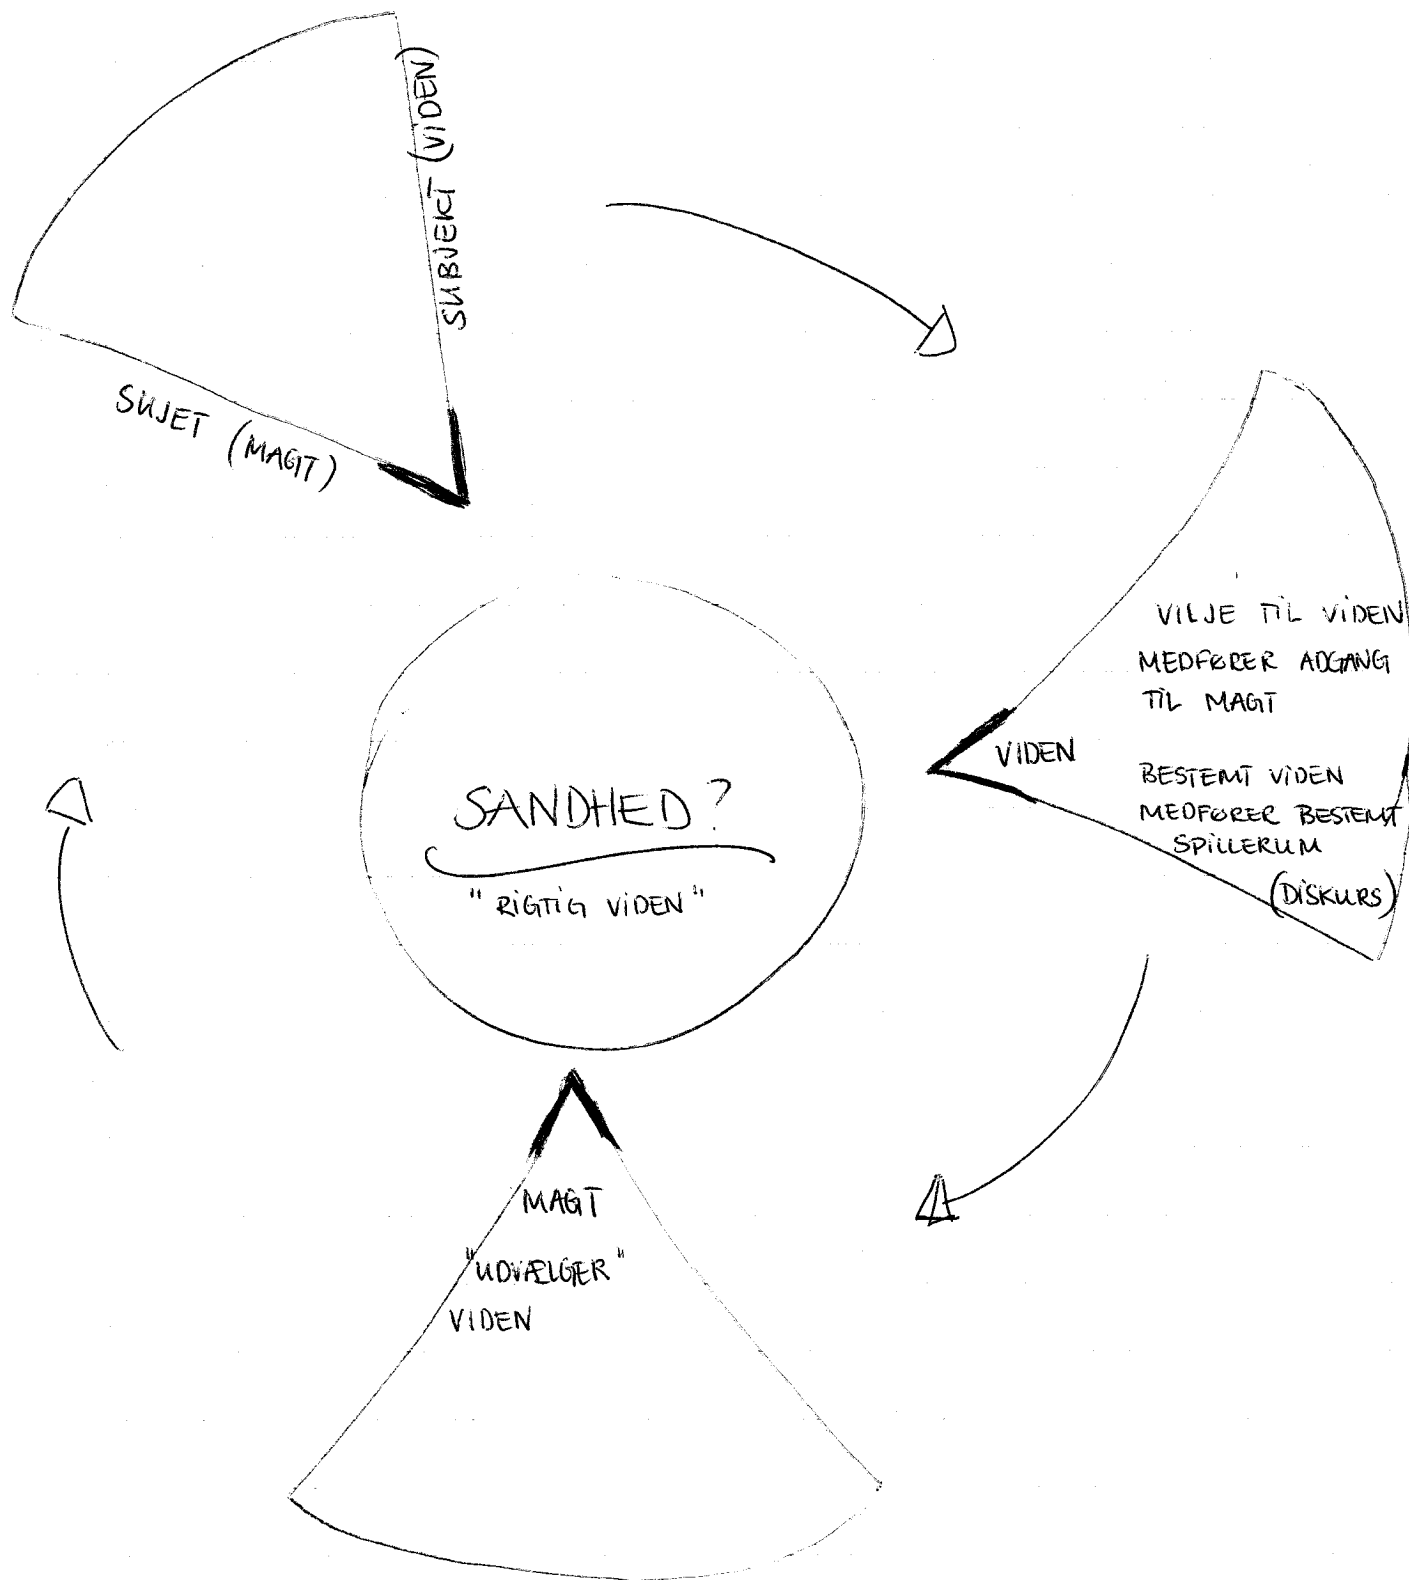 SUBJEKT (VIDEN)
SUJET (MAGT)
VILJE TIL VIDEN
MEDFØRER ADGANG
TIL MAGT
VIDEN
BESTEMT VIDEN
MEDFØRER BESTEMT
SPILLERUM
(DISKURS)
SANDHED?
"RIGTIG VIDEN"
MAGT
"UDVÆLGER"
VIDEN